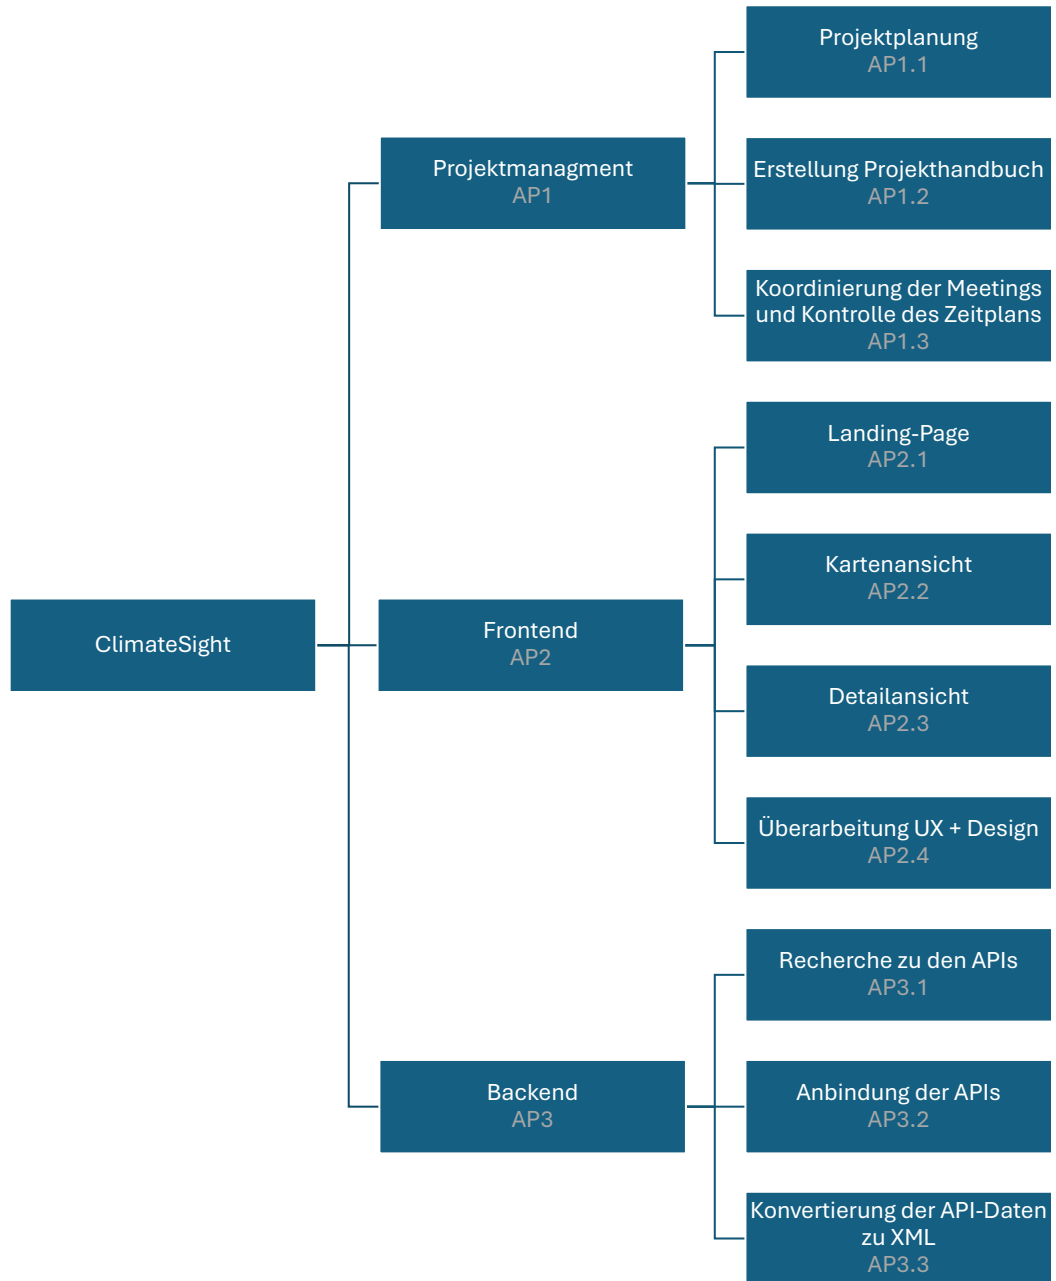 Projektplanung
AP1.1
Projektmanagment
AP1
Erstellung Projekthandbuch
AP1.2
Koordinierung der Meetings
und Kontrolle des Zeitplans
AP1.3
Landing-Page
AP2.1
Kartenansicht
AP2.2
ClimateSight
Frontend
AP2
Detailansicht
AP2.3
Überarbeitung UX + Design
AP2.4
Recherche zu den APIs
AP3.1
Backend
AP3
Anbindung der APIs
AP3.2
Konvertierung der API-Daten
zu XML
AP3.3